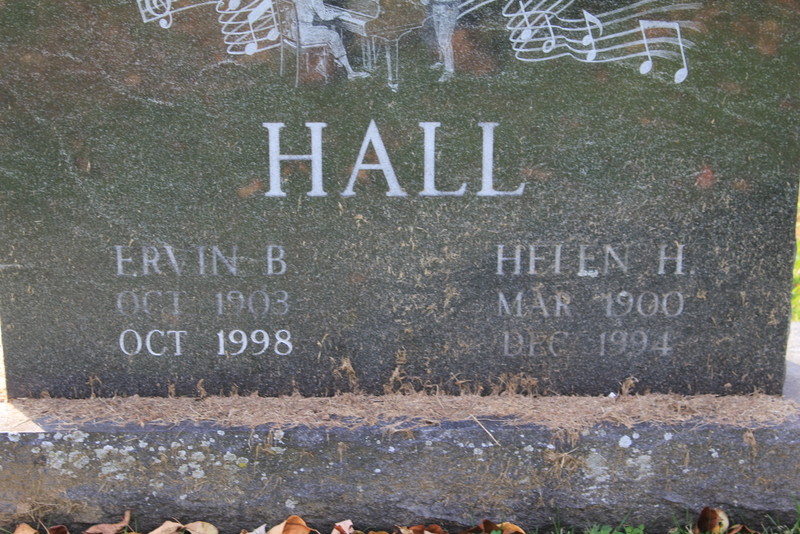 HALL
ERVIN B HELEN H.
OCT 1903 MAR 1900
OCT 1998 DEC 1994